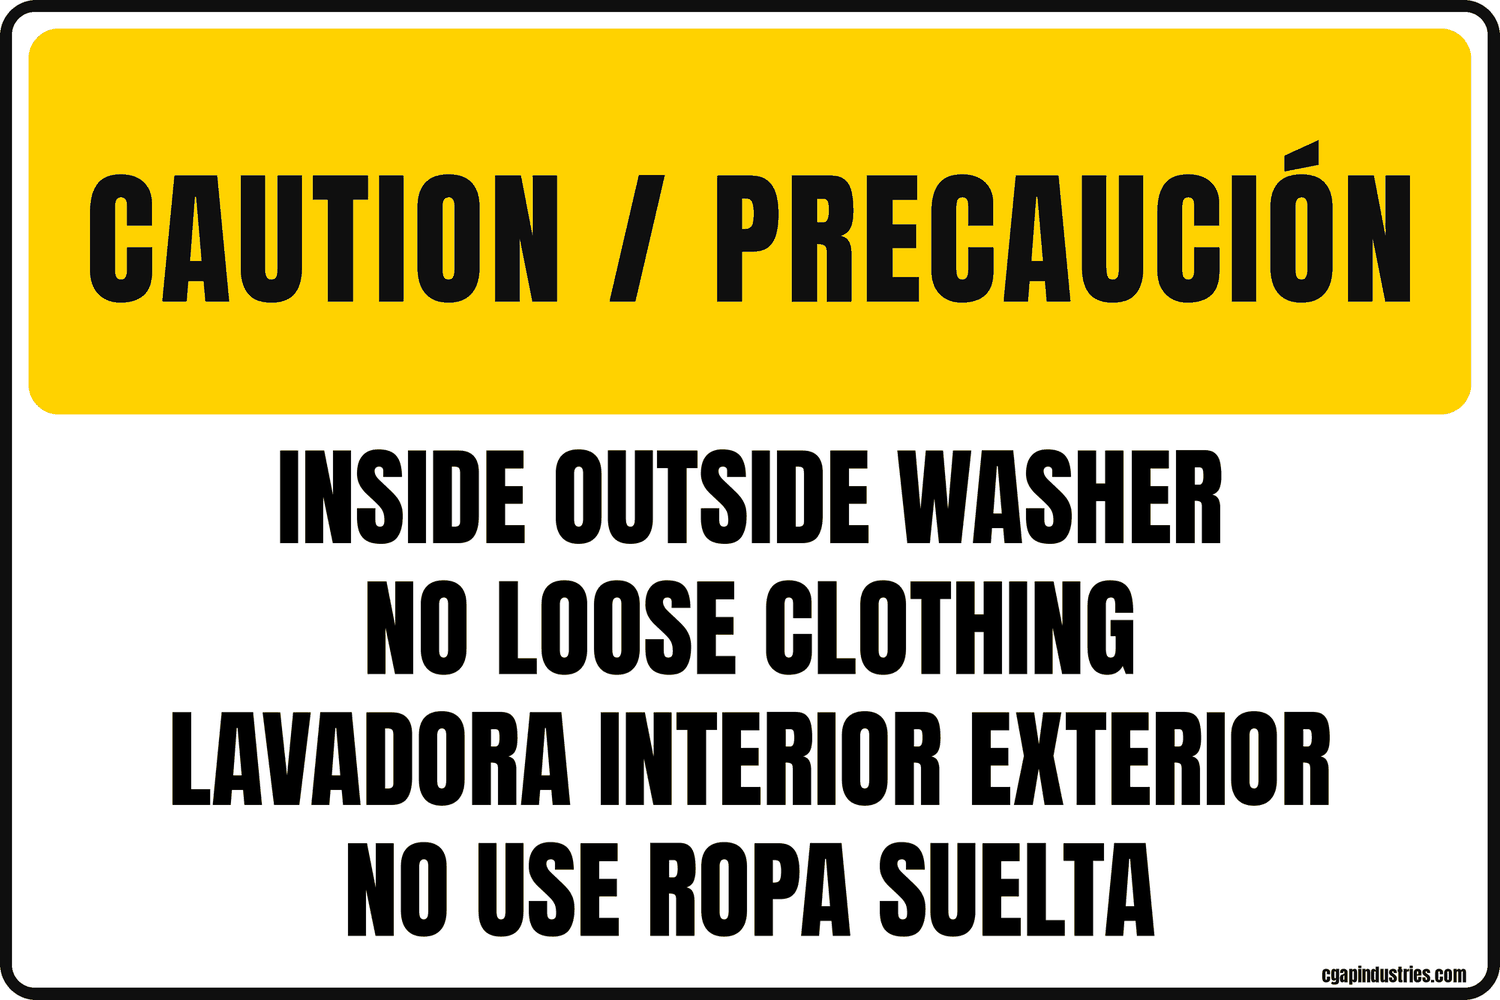 CAUTION / PRECAUCIÓN
INSIDE OUTSIDE WASHER
NO LOOSE CLOTHING
LAVADORA INTERIOR EXTERIOR
NO USE ROPA SUELTA
cgapindustries.com